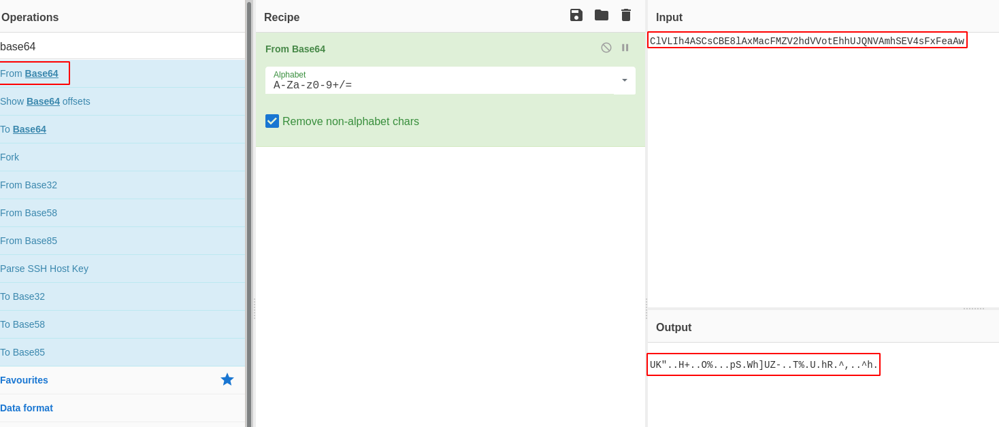 Operations
base64
From Base64
Show Base64 offsets
To Base64
Fork
From Base32
From Base58
From Base85
Parse SSH Host Key
To Base32
To Base58
To Base85
Favourites
Data format
Recipe
From Base64
Alphabet
A-Za-z0-9+/=
Remove non-alphabet chars
Input
ClVLIh4ASCsCBE8lAxMacFMZV2hdVVotEhhUJQNVAmhSEV4sFxFeaAw
Output
UK"..H+..O%...pS.Wh]UZ-..T%.U.hR.^,..^h.